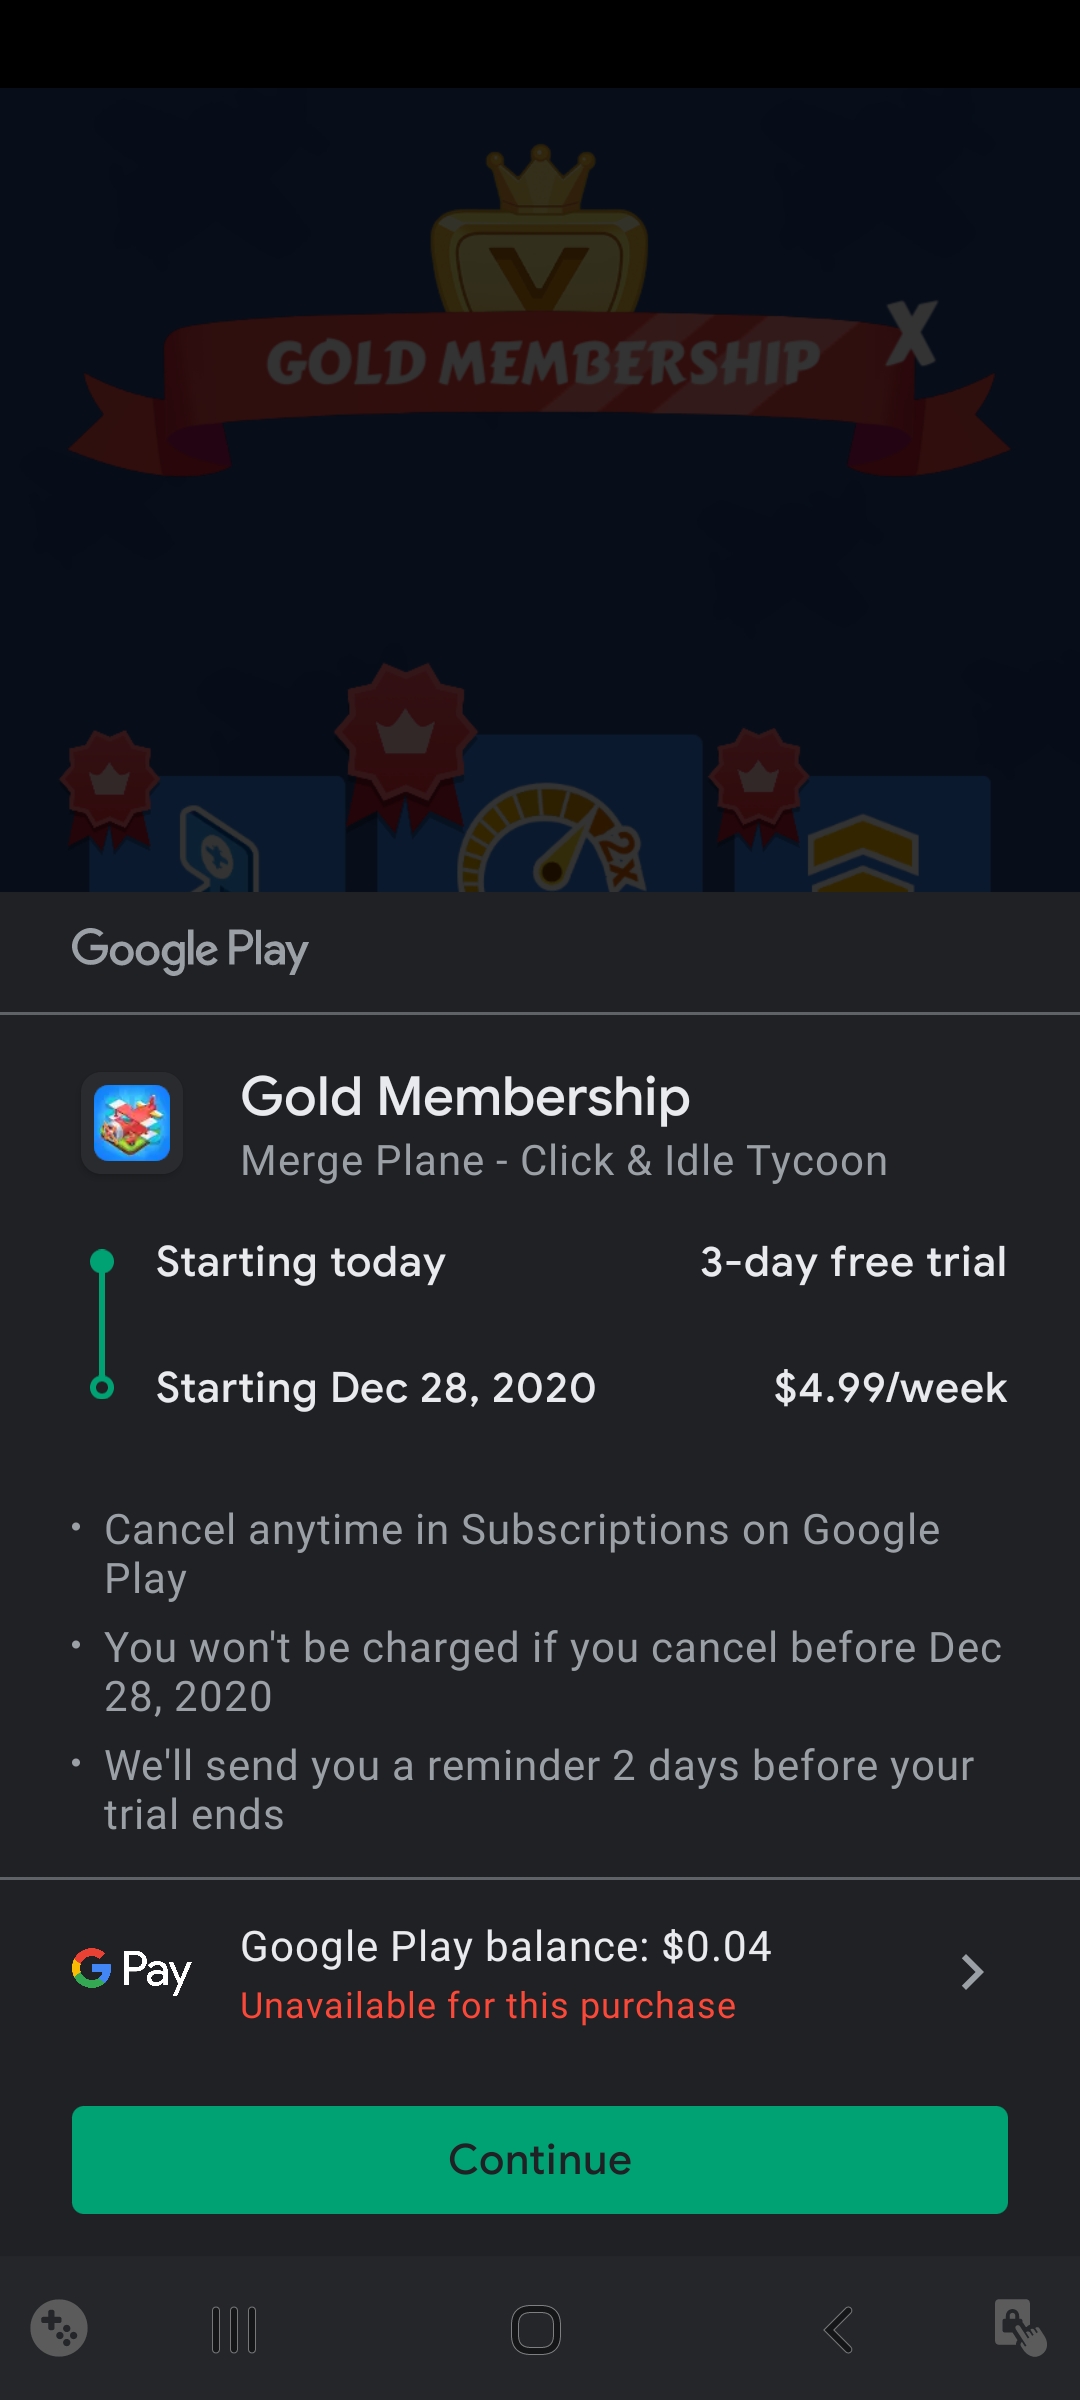 GOLD MEMBERSHIP
X
2x
Google Play
Gold Membership
Merge Plane - Click & Idle Tycoon
Starting today
3-day free trial
Starting Dec 28, 2020
$4.99/week
• Cancel anytime in Subscriptions on Google
Play
• You won't be charged if you cancel before Dec
28, 2020
• We'll send you a reminder 2 days before your
trial ends
G Pay
Google Play balance: $0.04
Unavailable for this purchase
Continue